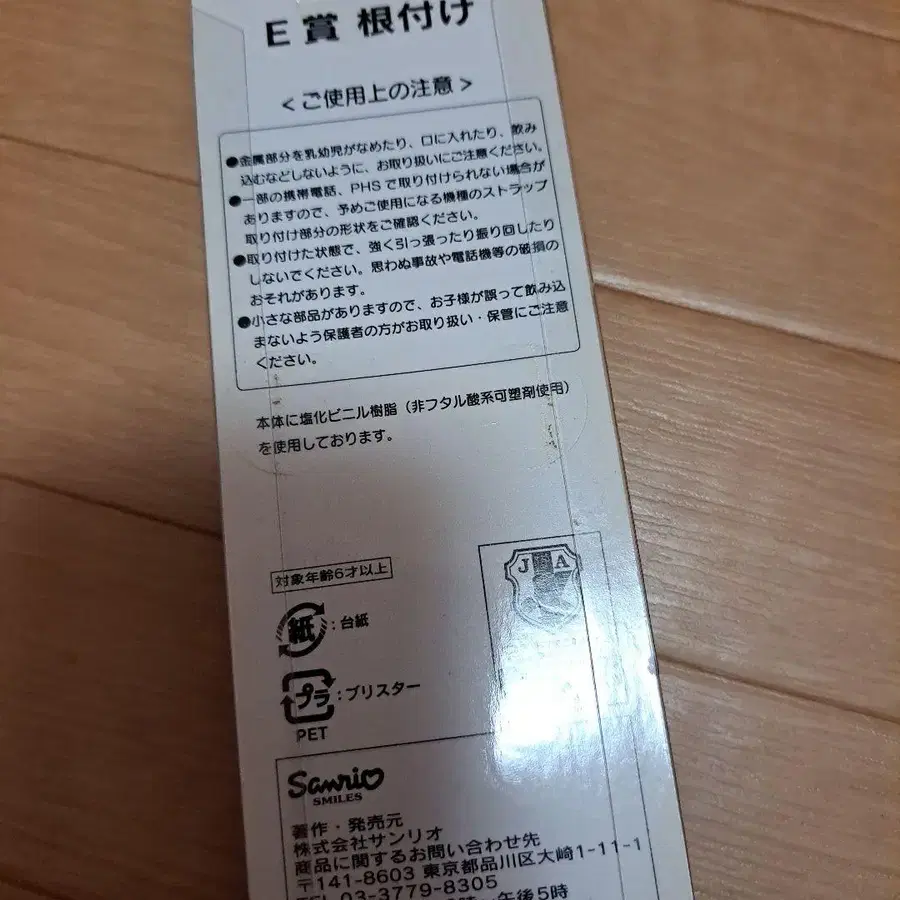 E賞 根付け
<ご使用上の注意>
●金属部分を乳幼児がなめたり、口に入れたり、飲み
込むなどしないように、お取り扱いにご注意ください。
●一部の携帯電話、PHSで取り付けられない場合が
ありますので、予めご使用になる機種のストラップ
取り付け部分の形状をご確認ください。
●取り付けた状態で、強く引っ張ったり振り回したり
しないでください。思わぬ事故や電話機等の破損の
おそれがあります。
●小さな部品がありますので、お子様が誤って飲み込
まないよう保護者の方がお取り扱い・保管にご注意
ください。
本体に塩化ビニル樹脂（非フタル酸系可塑剤使用）
を使用しております。
対象年齢6才以上
紙:台紙
プラ:ブリスター
PET
J A
Sanrio
SMILES
著作・発売元
株式会社サンリオ
商品に関するお問い合わせ先
〒141-8603 東京都品川区大崎1-11-1
TEL 03-3779-8305
午後5時